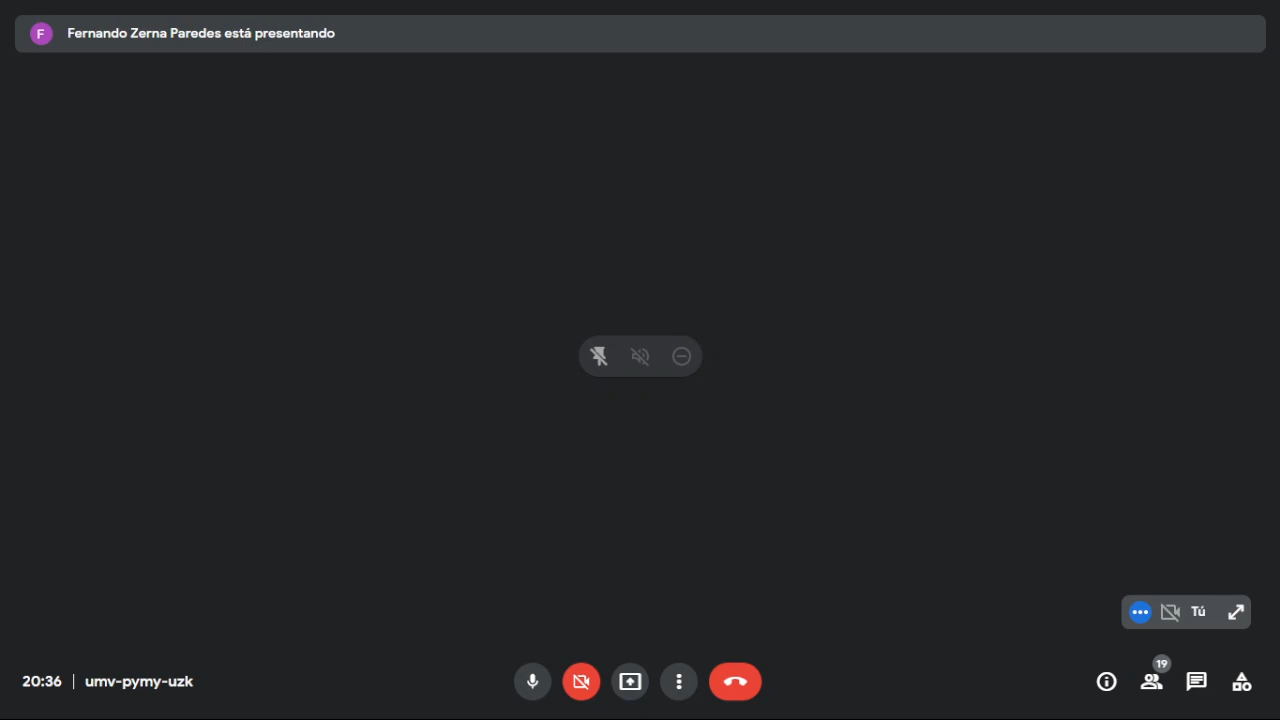 F Fernando Zerna Paredes está presentando
Tú
19
20:36 | umv-pymy-uzk